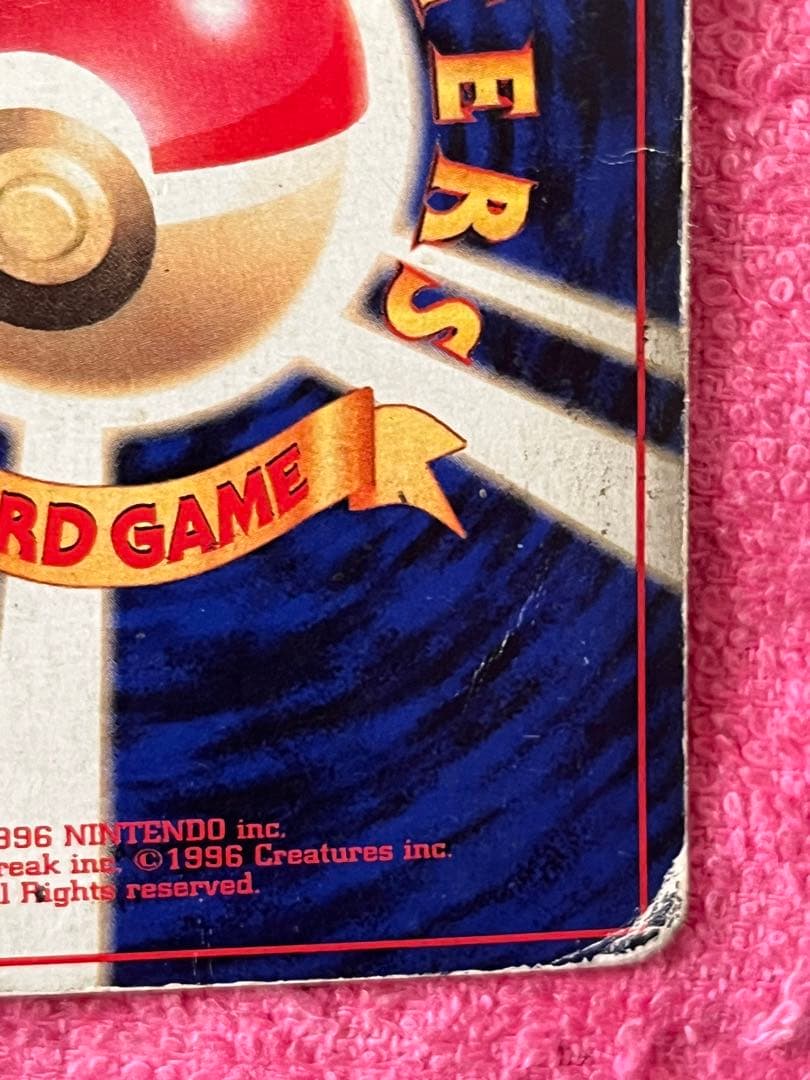 ERS
RD GAME
996 NINTENDO inc.
reak inc. ©1996 Creatures inc.
l Rights reserved.